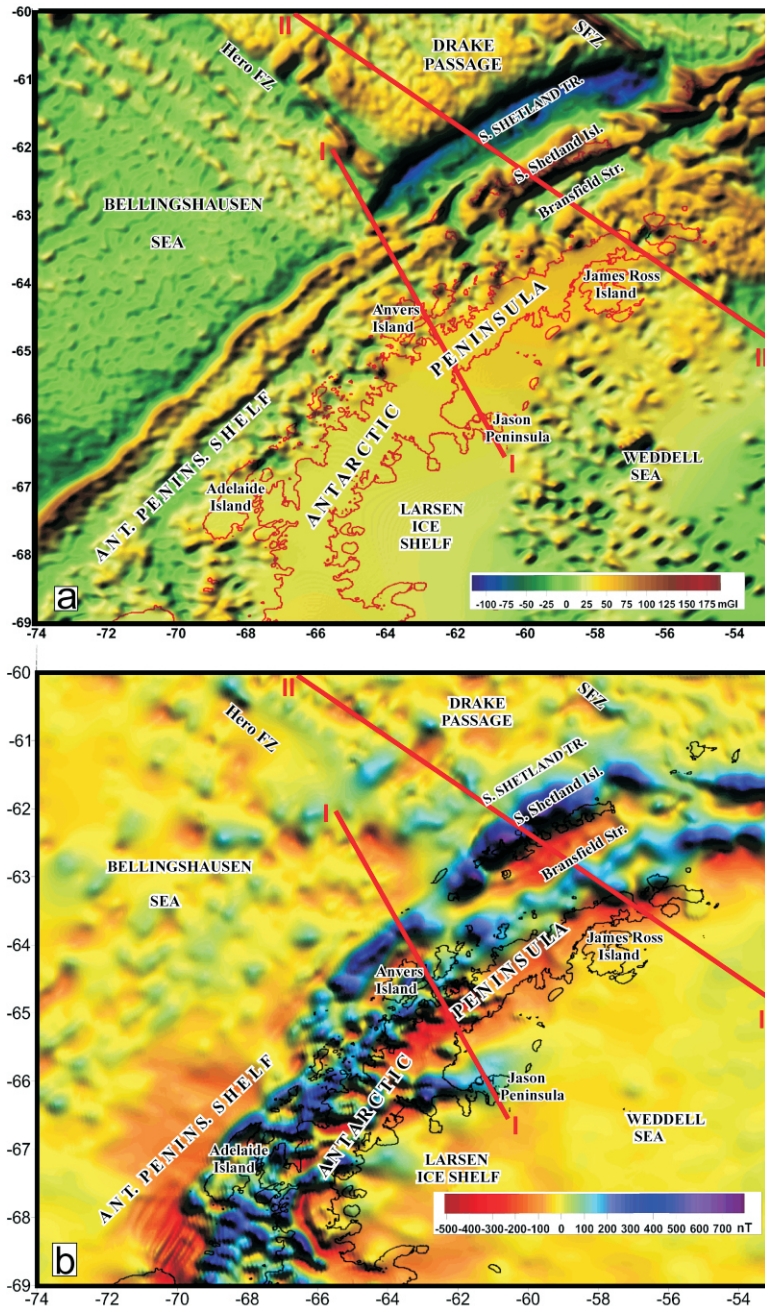 -60
-61
-62
-63
-64
-65
-66
-67
-68
-69
II
Hero FZ
DRAKE
PASSAGE
SFZ
S. SHETLAND TR.
I
S. Shetland Isl.
Bransfield Str.
BELLINGSHAUSEN
SEA
James Ross
Island
Anvers
Island
PENINSULA
II
Jason
Peninsula
I
WEDDELL
SEA
ANT. PENINS. SHELF
ANTARCTIC
Adelaide
Island
LARSEN
ICE
SHELF
a
-100 -75 -50 -25 0 25 50 75 100 125 150 175 mGl
-74 -72 -70 -68 -66 -64 -62 -60 -58 -56 -54
-60
-61
-62
-63
-64
-65
-66
-67
-68
-69
II
Hero FZ
DRAKE
PASSAGE
SFZ
S. SHETLAND TR.
I
S. Shetland Isl.
Bransfield Str.
BELLINGSHAUSEN
SEA
James Ross
Island
Anvers
Island
PENINSULA
I
Jason
Peninsula
I
WEDDELL
SEA
ANT. PENINS. SHELF
ANTARCTIC
Adelaide
Island
LARSEN
ICE SHELF
b
-500 -400 -300 -200 -100 0 100 200 300 400 500 600 700 nT
-74 -72 -70 -68 -66 -64 -62 -60 -58 -56 -54